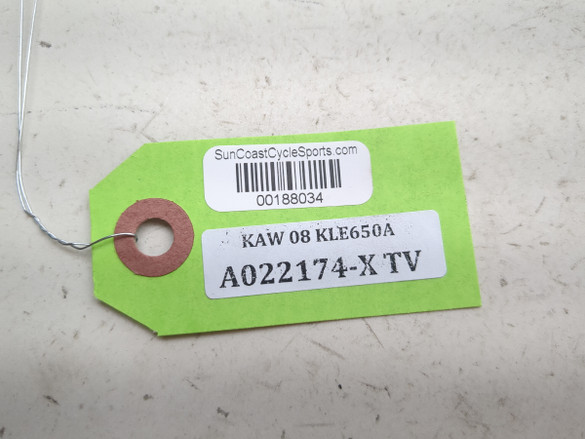 SunCoastCycleSports.com
00188034
KAW 08 KLE650A
A022174-X TV